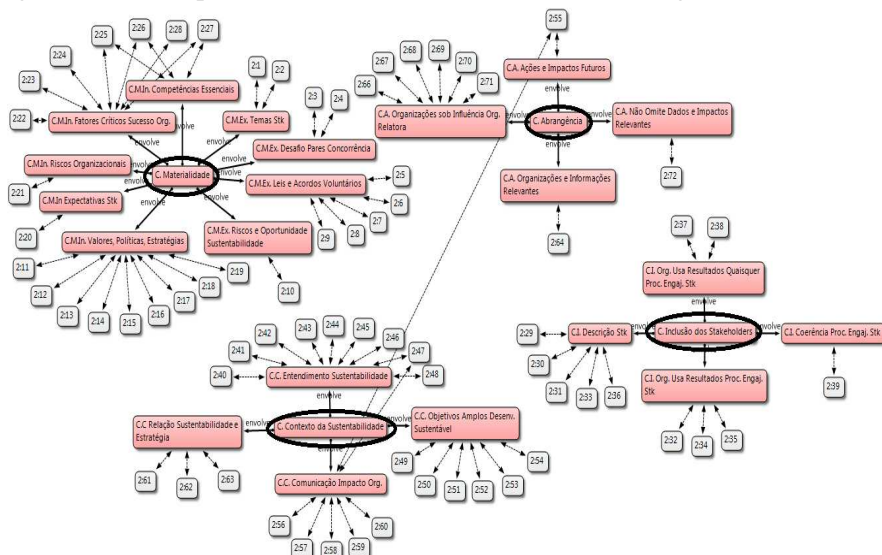 2:26
2:25
2:28
2:27
2:24
2:23
2:22
C.M.In. Competências Essenciais
C.M.In. Fatores Críticos Sucesso Org.
envolve
envolve
2:1
2:2
C.M.Ex. Temas Stk
envolve
2:3
2:4
C.M.Ex. Desafio Pares Concorrência
envolve
C.M.In. Riscos Organizacionais
envolve
2:21
C. Materialidade
C.M.Ex. Leis e Acordos Voluntários
envolve
2:5
2:6
2:7
2:8
2:9
C.M.In Expectativas Stk
envolve
2:20
C.M.In. Valores, Políticas, Estratégias
envolve
2:11
2:12
2:13
2:14
2:15
2:16
2:17
2:18
2:19
C.M.Ex. Riscos e Oportunidade
Sustentabilidade
envolve
2:10
2:55
C.A. Ações e Impactos Futuros
envolve
2:66
2:67
2:68
2:69
2:70
2:71
C.A. Organizações sob Influência Org.
Relatora
envolve
C. Abrangência
envolve
C.A. Não Omite Dados e Impactos
Relevantes
2:72
envolve
C.A. Organizações e Informações
Relevantes
2:64
2:37
2:38
C.I. Org. Usa Resultados Quaisquer
Proc. Engaj. Stk
envolve
2:29
2:30
2:31
2:33
2:36
C.I. Descrição Stk
envolve
C. Inclusão dos Stakeholders
envolve
C.I. Coerência Proc. Engaj. Stk
2:39
envolve
C.I. Org. Usa Resultados Proc. Engaj.
Stk
2:32
2:34
2:35
2:40
2:41
2:42
2:43
2:44
2:45
2:46
2:47
2:48
C.C. Entendimento Sustentabilidade
envolve
C.C Relação Sustentabilidade e
Estratégia
envolve
2:61
2:62
2:63
C. Contexto da Sustentabilidade
envolve
C.C. Objetivos Amplos Desenv.
Sustentável
2:49
2:50
2:51
2:52
2:53
2:54
envolve
C.C. Comunicação Impacto Org.
2:56
2:57
2:58
2:59
2:60